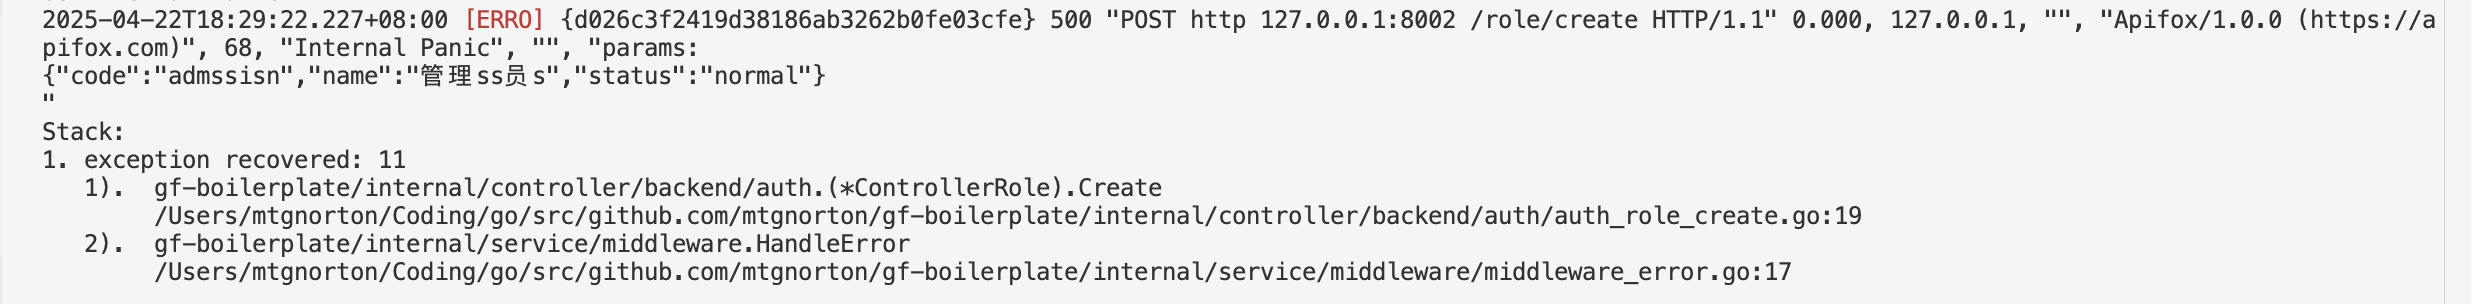 2025-04-22T18:29:22.227+08:00 [ERRO] {d026c3f2419d38186ab3262b0fe03cfe} 500 "POST http 127.0.0.1:8002 /role/create HTTP/1.1" 0.000, 127.0.0.1, "", "Apifox/1.0.0 (https://a
pifox.com)", 68, "Internal Panic", "", "params:
{"code":"admssisn","name":"管理ss员s","status":"normal"}
"
Stack:
1. exception recovered: 11
   1).  gf-boilerplate/internal/controller/backend/auth.(*ControllerRole).Create
        /Users/mtgnorton/Coding/go/src/github.com/mtgnorton/gf-boilerplate/internal/controller/backend/auth/auth_role_create.go:19
   2).  gf-boilerplate/internal/service/middleware.HandleError
        /Users/mtgnorton/Coding/go/src/github.com/mtgnorton/gf-boilerplate/internal/service/middleware/middleware_error.go:17